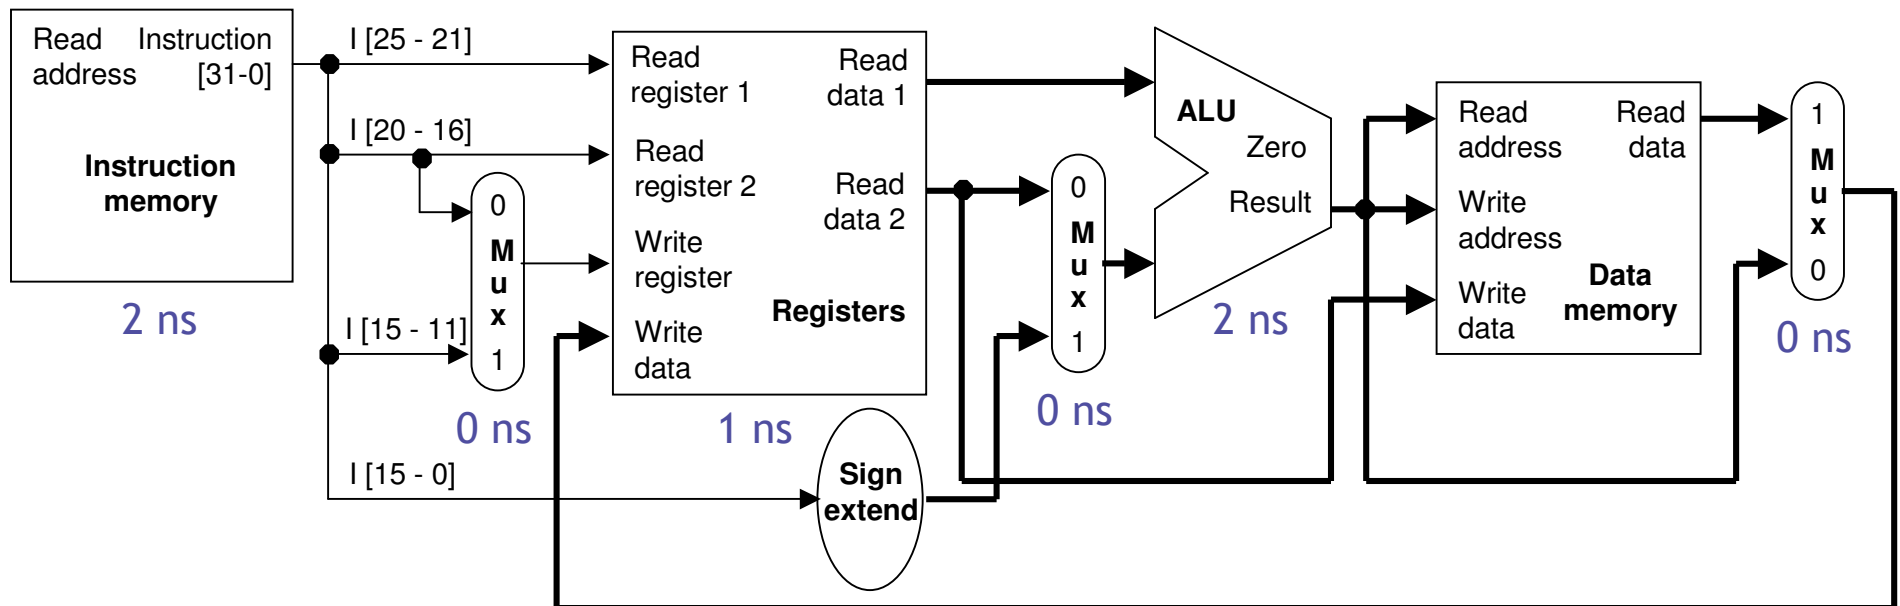 Read Instruction
address [31-0]
Instruction
memory
2 ns
I [25 - 21]
I [20 - 16]
I [15 - 11]
I [15 - 0]
0
M
u
x
1
0 ns
Read
register 1
Read
data 1
Read
register 2
Read
data 2
Write
register
Registers
Write
data
1 ns
Sign
extend
0
M
u
x
1
0 ns
ALU
Zero
Result
2 ns
Read
address
Read
data
Write
address
Write
data
Data
memory
1
M
u
x
0
0 ns